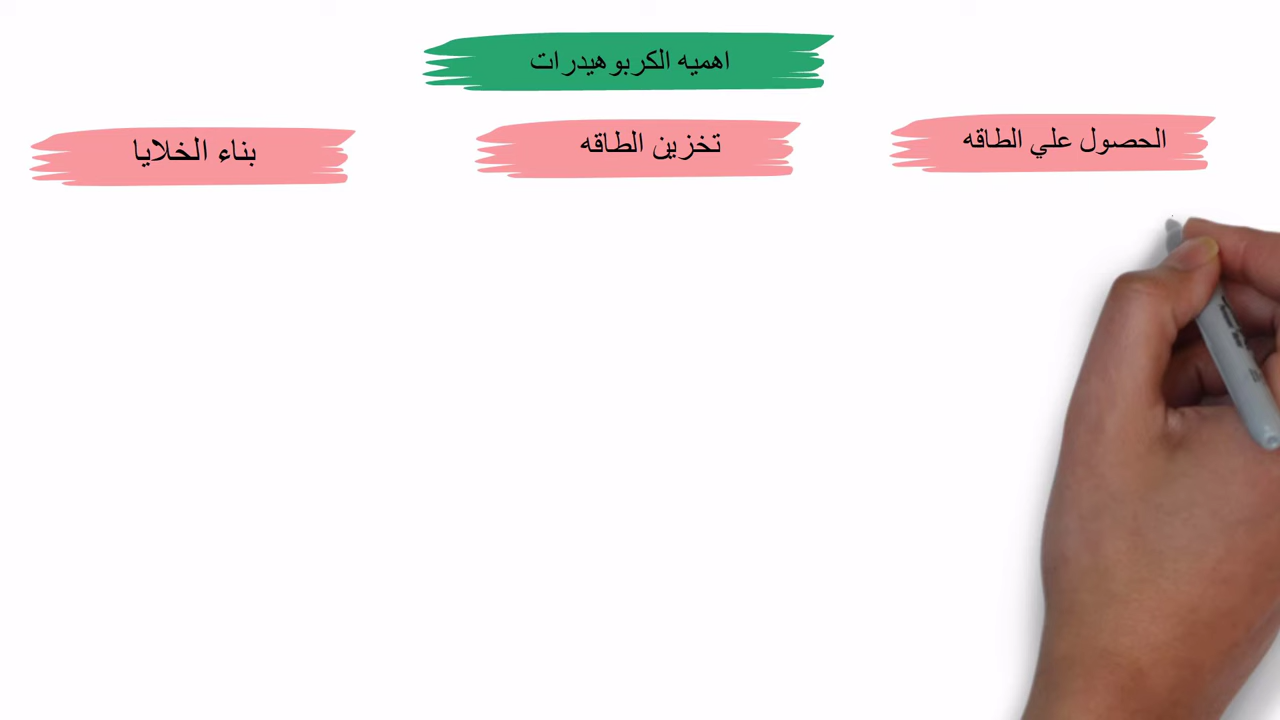 اهميه الكربوهيدرات
الحصول علي الطاقه
تخزين الطاقه
بناء الخلايا